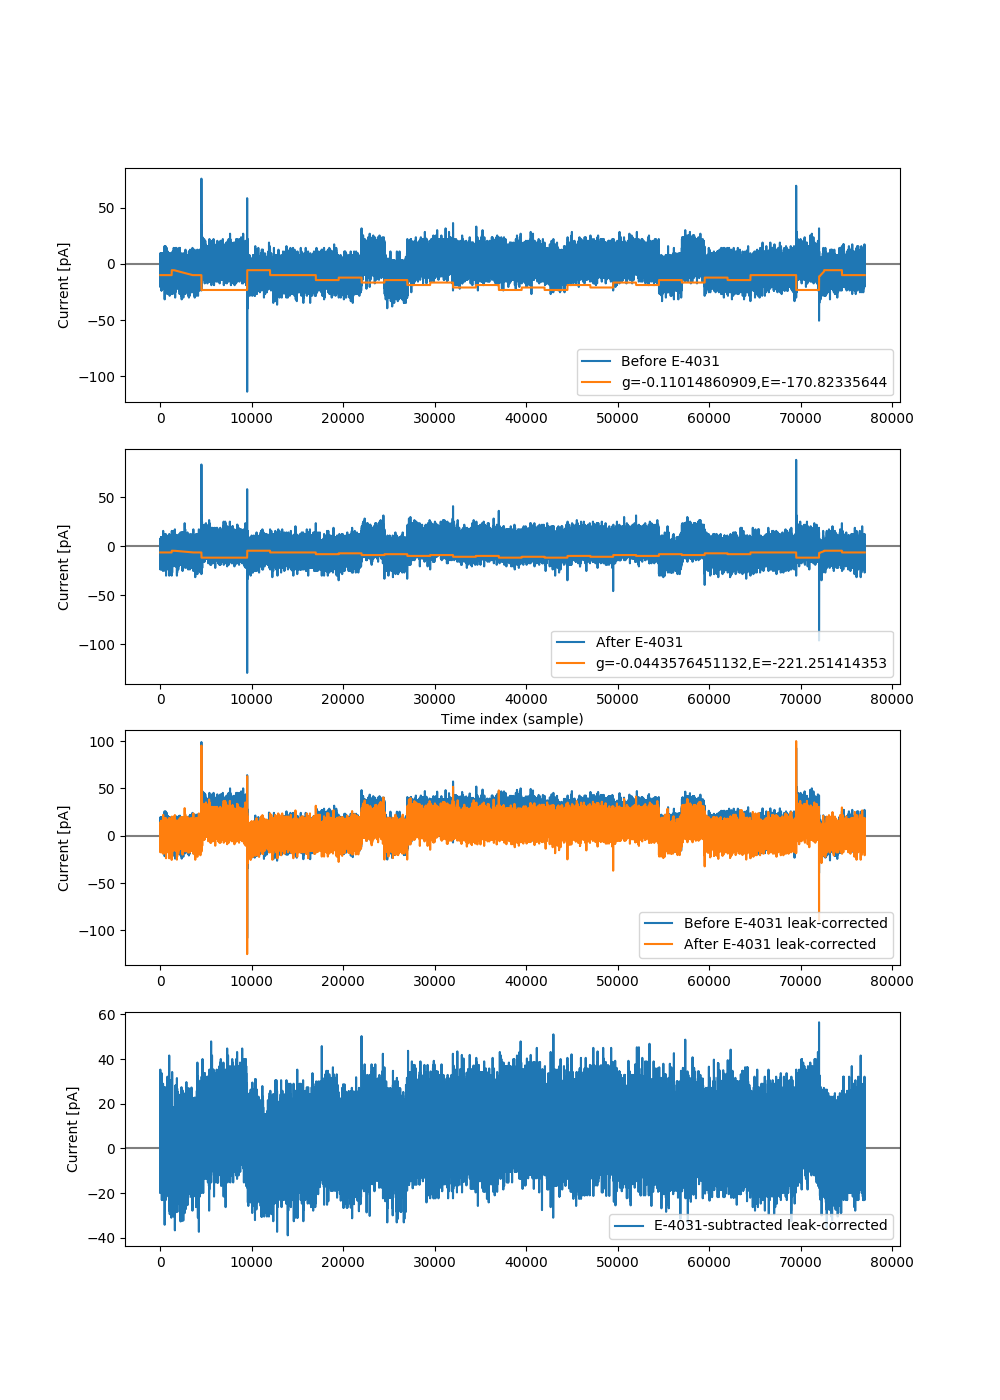 50
0
−50
−100
Current [pA]
Before E-4031
g=-0.11014860909,E=-170.82335644
0 10000 20000 30000 40000 50000 60000 70000 80000
50
0
−50
−100
Current [pA]
After E-4031
g=-0.0443576451132,E=-221.251414353
0 10000 20000 30000 40000 50000 60000 70000 80000
Time index (sample)
100
50
0
−50
−100
Current [pA]
Before E-4031 leak-corrected
After E-4031 leak-corrected
0 10000 20000 30000 40000 50000 60000 70000 80000
60
40
20
0
−20
−40
Current [pA]
E-4031-subtracted leak-corrected
0 10000 20000 30000 40000 50000 60000 70000 80000